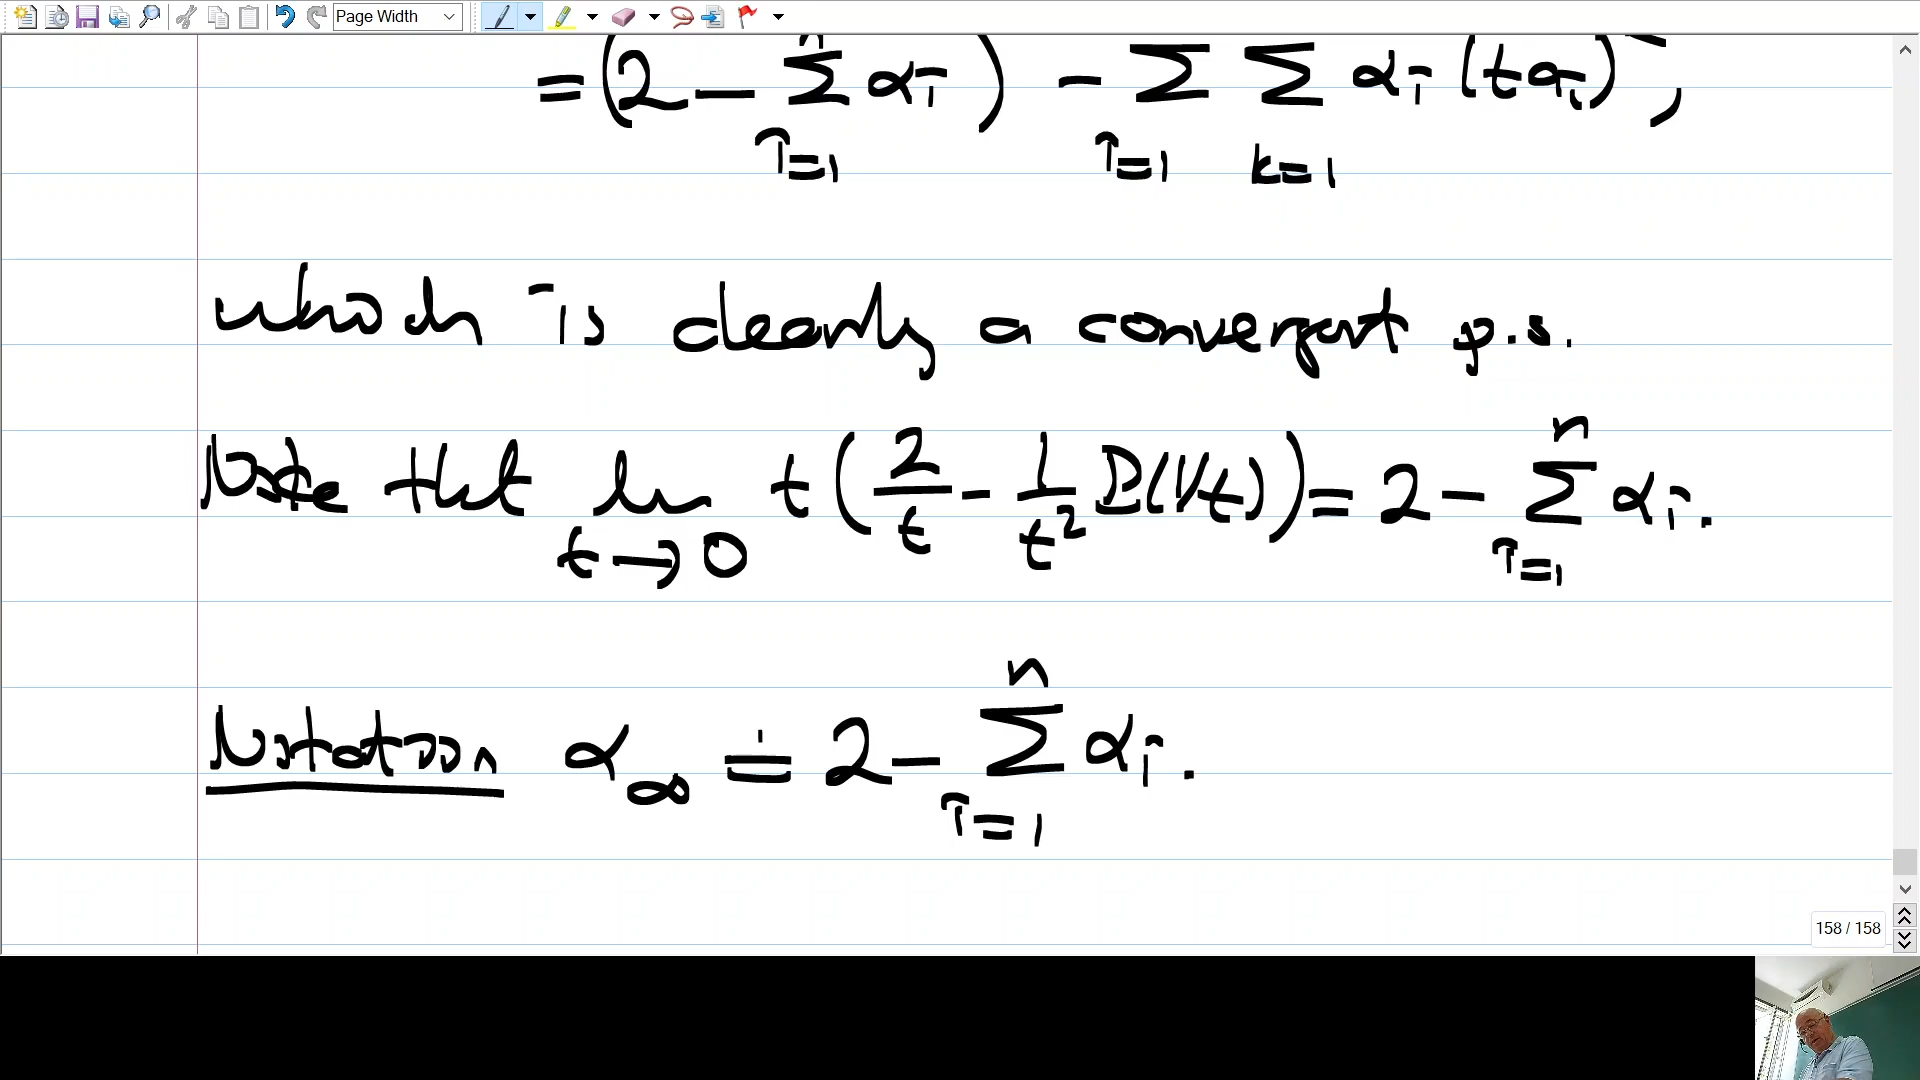 Page Width
= (2 - Σ_{i=1}^{n} α_i) - Σ_{i=1} Σ_{k=1} α_i (t a_i) ,
which is clearly a convergent p.s.
Note that lim_{t→0} t (2/t - 1/t² P(1/t)) = 2 - Σ_{i=1}^{n} α_i.
Notation α_∞ ≐ 2 - Σ_{i=1}^{n} α_i.
158 / 158